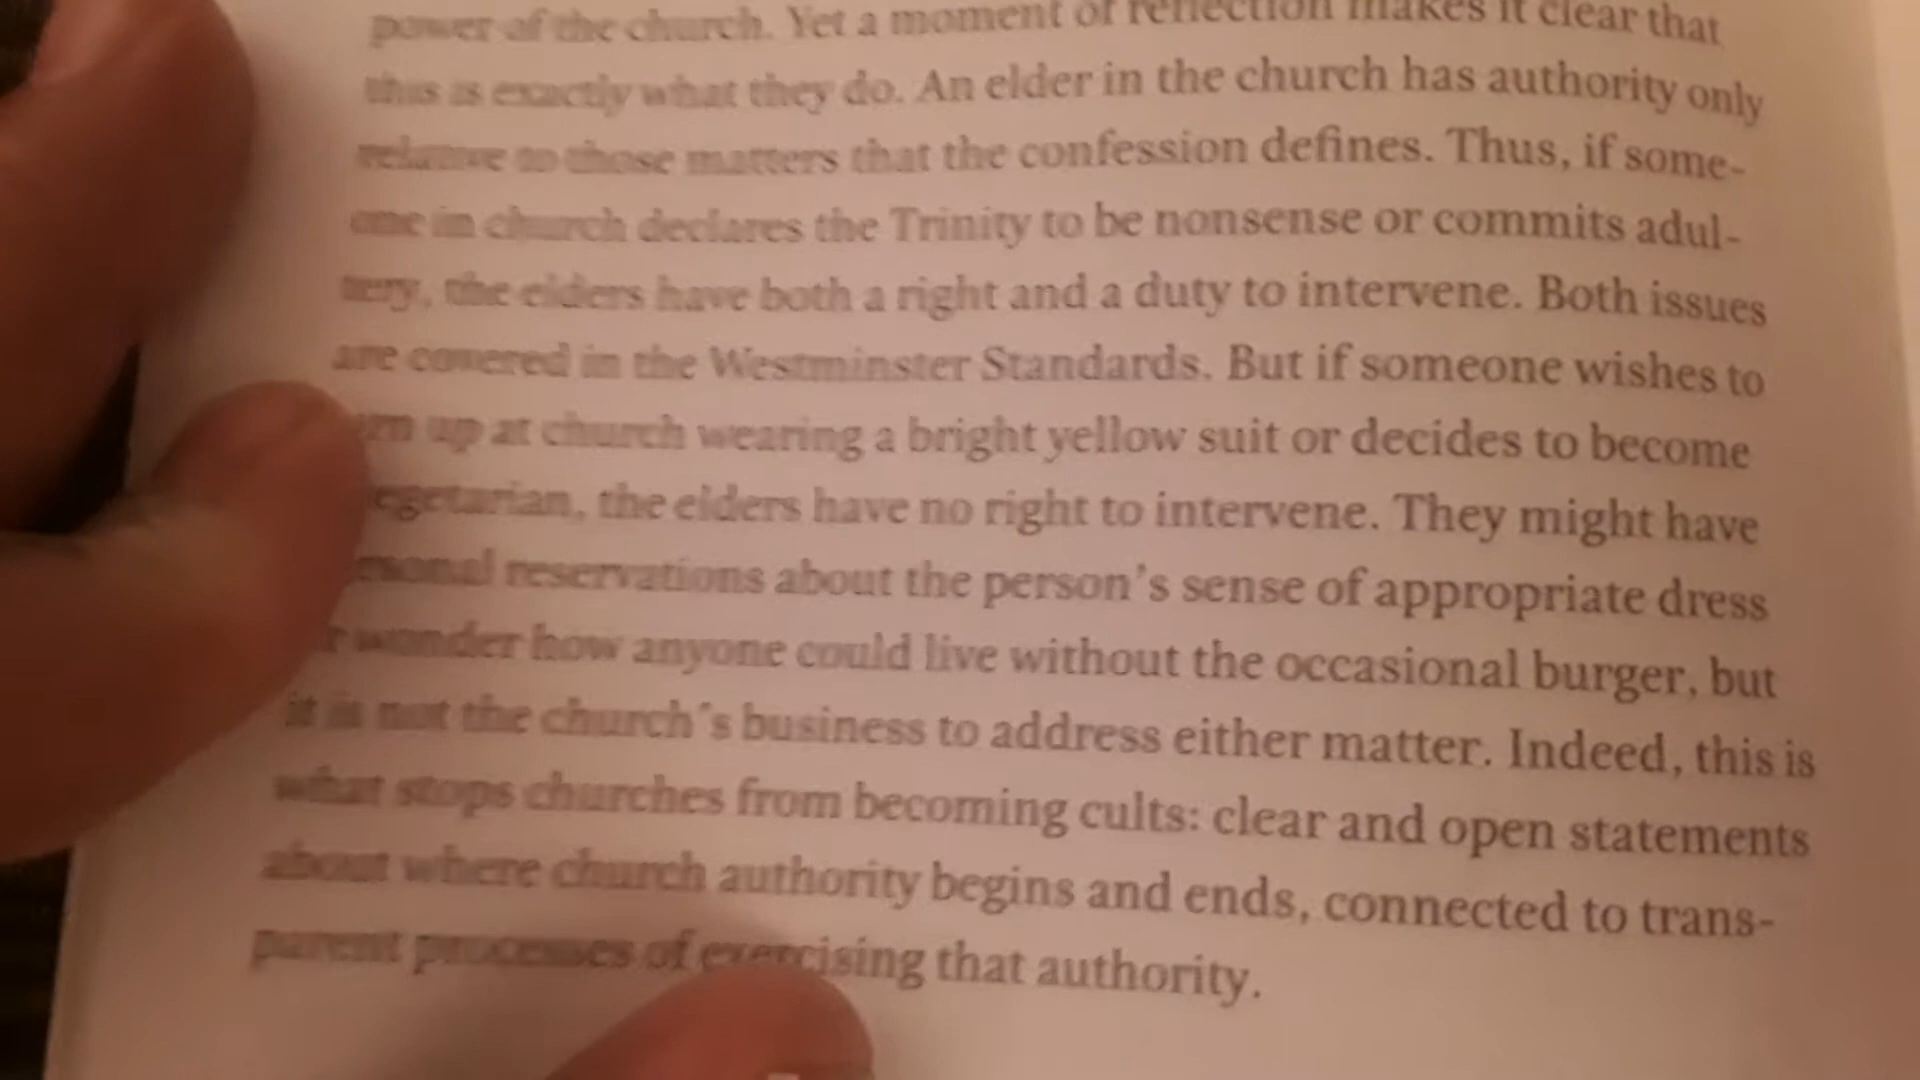 power of the church. Yet a moment of reflection makes it clear that
this is exactly what they do. An elder in the church has authority only
relative to those matters that the confession defines. Thus, if some-
one in church declares the Trinity to be nonsense or commits adul-
tery, the elders have both a right and a duty to intervene. Both issues
are covered in the Westminster Standards. But if someone wishes to
up at church wearing a bright yellow suit or decides to become
egetarian, the elders have no right to intervene. They might have
ersonal reservations about the person's sense of appropriate dress
r wonder how anyone could live without the occasional burger, but
it is not the church's business to address either matter. Indeed, this is
what stops churches from becoming cults: clear and open statements
about where church authority begins and ends, connected to trans-
parent processes of exercising that authority.